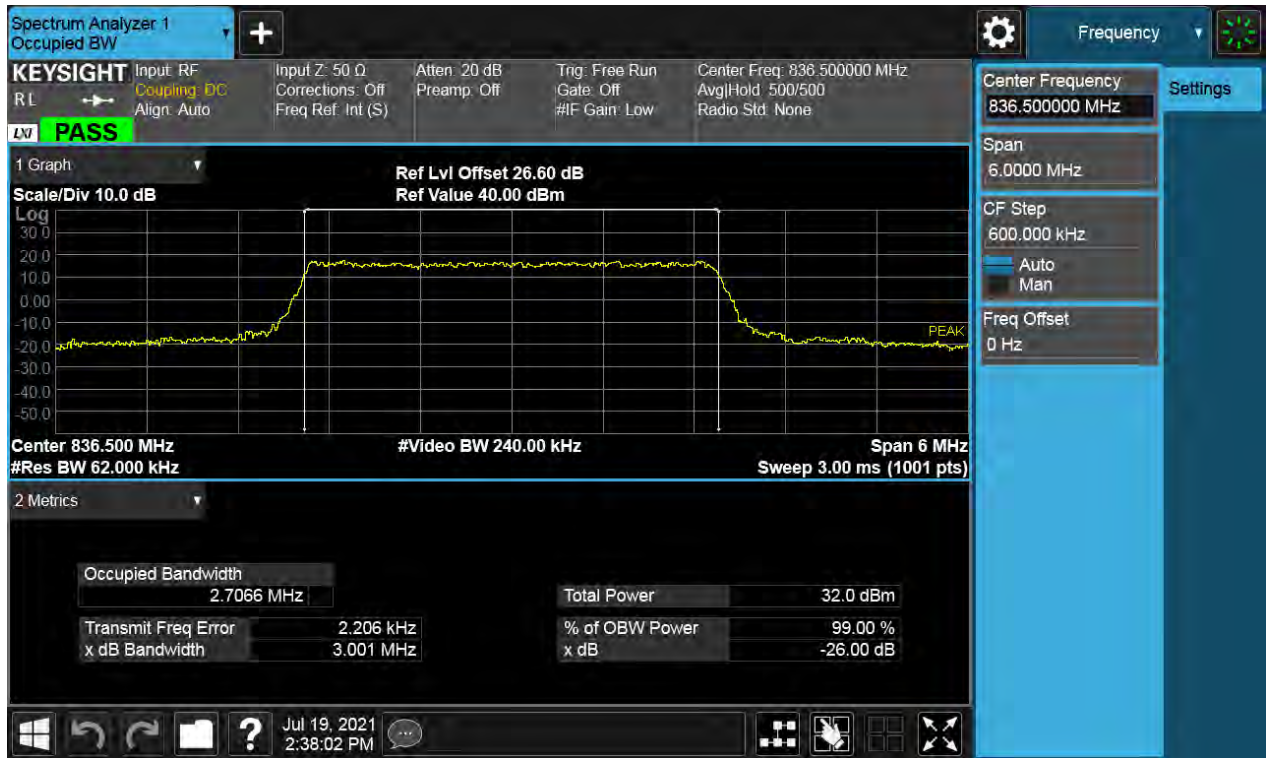 Spectrum Analyzer 1
Occupied BW
Frequency
KEYSIGHT
RL
LXI
PASS
Input: RF
Coupling: DC
Align: Auto
Input Z: 50 Ω
Corrections: Off
Freq Ref: Int (S)
Atten: 20 dB
Preamp: Off
Trig: Free Run
Gate: Off
#IF Gain: Low
Center Freq: 836.500000 MHz
Avg|Hold: 500/500
Radio Std: None
Center Frequency
836.500000 MHz
Settings
Span
6.0000 MHz
CF Step
600.000 kHz
Auto
Man
Freq Offset
0 Hz
1 Graph
Scale/Div 10.0 dB
Ref Lvl Offset 26.60 dB
Ref Value 40.00 dBm
Log
30.0
20.0
10.0
0.00
-10.0
-20.0
-30.0
-40.0
-50.0
PEAK
Center 836.500 MHz
#Video BW 240.00 kHz
Span 6 MHz
#Res BW 62.000 kHz
Sweep 3.00 ms (1001 pts)
2 Metrics
Occupied Bandwidth
2.7066 MHz
Total Power 32.0 dBm
Transmit Freq Error 2.206 kHz
% of OBW Power 99.00 %
x dB Bandwidth 3.001 MHz
x dB -26.00 dB
?
Jul 19, 2021
2:38:02 PM